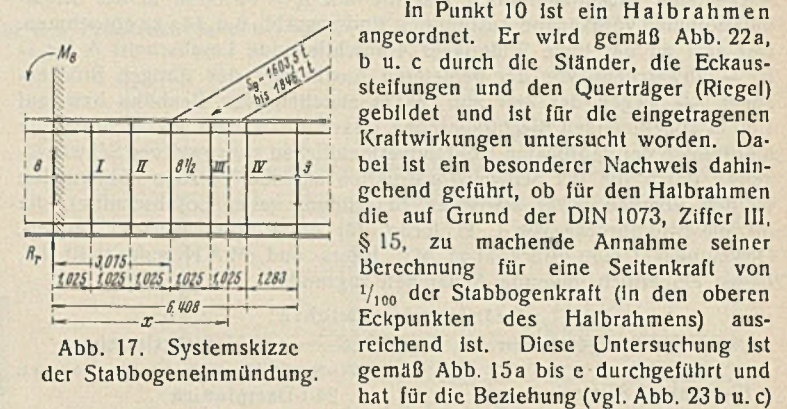 M₈
S₉ = 1603,5 t
bis 1846,7 t
8 I II 8½ III IV 9
Rᵣ
3,075
1,025 1,025 1,025 1,025 1,025 1,283
6,408
x
Abb. 17. Systemskizze
der Stabbogeneinmündung.
In Punkt 10 ist ein Halbrahmen
angeordnet. Er wird gemäß Abb. 22a,
b u. c durch die Ständer, die Eckaus-
steifungen und den Querträger (Riegel)
gebildet und ist für die eingetragenen
Kraftwirkungen untersucht worden. Da-
bei ist ein besonderer Nachweis dahin-
gehend geführt, ob für den Halbrahmen
die auf Grund der DIN 1073, Ziffer III,
§ 15, zu machende Annahme seiner
Berechnung für eine Seitenkraft von
¹/₁₀₀ der Stabbogenkraft (in den oberen
Eckpunkten des Halbrahmens) aus-
reichend ist. Diese Untersuchung ist
gemäß Abb. 15a bis e durchgeführt und
hat für die Beziehung (vgl. Abb. 23 b u. c)